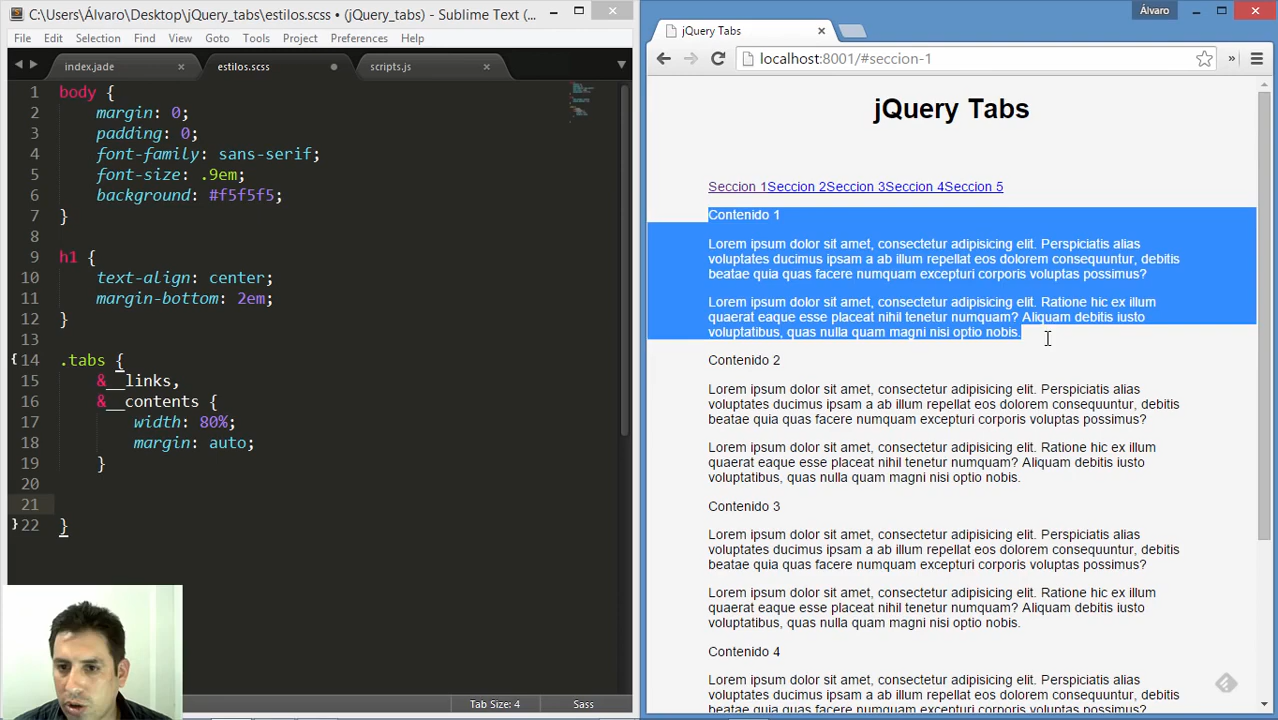 C:\Users\Álvaro\Desktop\jQuery_tabs\estilos.scss • (jQuery_tabs) - Sublime Text (...
File Edit Selection Find View Goto Tools Project Preferences Help
index.jade estilos.scss scripts.js
1 body {
2 margin: 0;
3 padding: 0;
4 font-family: sans-serif;
5 font-size: .9em;
6 background: #f5f5f5;
7 }
8
9 h1 {
10 text-align: center;
11 margin-bottom: 2em;
12 }
13
14 .tabs {
15 &__links,
16 &__contents {
17 width: 80%;
18 margin: auto;
19 }
20
21
22 }
Tab Size: 4 Sass
Álvaro
jQuery Tabs
localhost:8001/#seccion-1
jQuery Tabs
Seccion 1Seccion 2Seccion 3Seccion 4Seccion 5
Contenido 1
Lorem ipsum dolor sit amet, consectetur adipisicing elit. Perspiciatis alias
voluptates ducimus ipsam a ab illum repellat eos dolorem consequuntur, debitis
beatae quia quas facere numquam excepturi corporis voluptas possimus?
Lorem ipsum dolor sit amet, consectetur adipisicing elit. Ratione hic ex illum
quaerat eaque esse placeat nihil tenetur numquam? Aliquam debitis iusto
voluptatibus, quas nulla quam magni nisi optio nobis.
Contenido 2
Lorem ipsum dolor sit amet, consectetur adipisicing elit. Perspiciatis alias
voluptates ducimus ipsam a ab illum repellat eos dolorem consequuntur, debitis
beatae quia quas facere numquam excepturi corporis voluptas possimus?
Lorem ipsum dolor sit amet, consectetur adipisicing elit. Ratione hic ex illum
quaerat eaque esse placeat nihil tenetur numquam? Aliquam debitis iusto
voluptatibus, quas nulla quam magni nisi optio nobis.
Contenido 3
Lorem ipsum dolor sit amet, consectetur adipisicing elit. Perspiciatis alias
voluptates ducimus ipsam a ab illum repellat eos dolorem consequuntur, debitis
beatae quia quas facere numquam excepturi corporis voluptas possimus?
Lorem ipsum dolor sit amet, consectetur adipisicing elit. Ratione hic ex illum
quaerat eaque esse placeat nihil tenetur numquam? Aliquam debitis iusto
voluptatibus, quas nulla quam magni nisi optio nobis.
Contenido 4
Lorem ipsum dolor sit amet, consectetur adipisicing elit. Perspiciatis alias
voluptates ducimus ipsam a ab illum repellat eos dolorem consequuntur, debitis
beatae quia quas facere numquam excepturi corporis voluptas possimus?